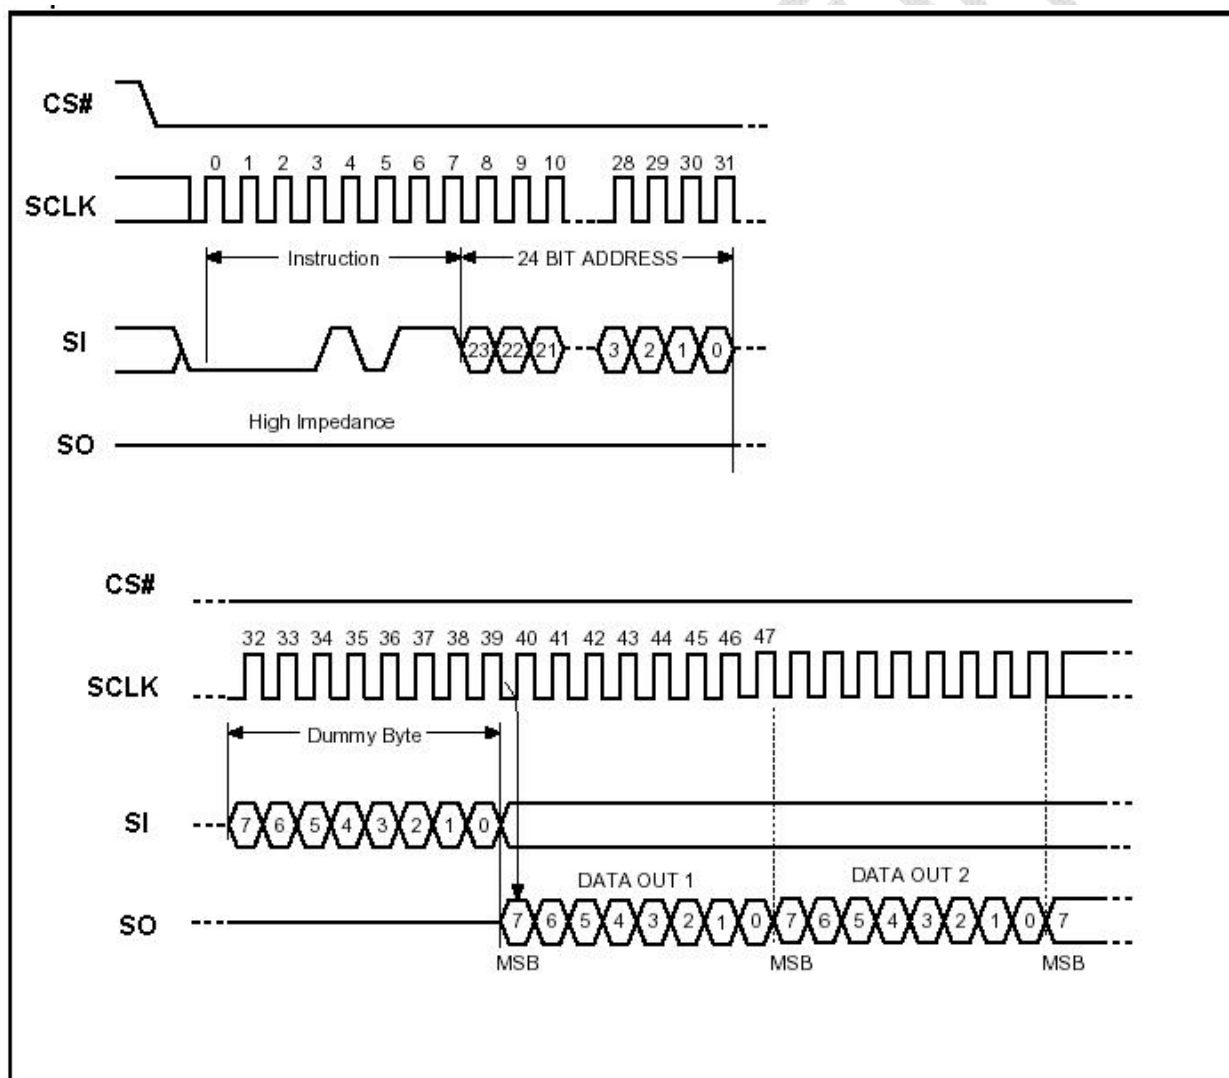 CS#
0 1 2 3 4 5 6 7 8 9 10 28 29 30 31
SCLK
Instruction 24 BIT ADDRESS
SI 23 22 21 3 2 1 0
High Impedance
SO
CS#
32 33 34 35 36 37 38 39 40 41 42 43 44 45 46 47
SCLK
Dummy Byte
SI 7 6 5 4 3 2 1 0
DATA OUT 1 DATA OUT 2
SO 7 6 5 4 3 2 1 0 7 6 5 4 3 2 1 0 7
MSB MSB MSB